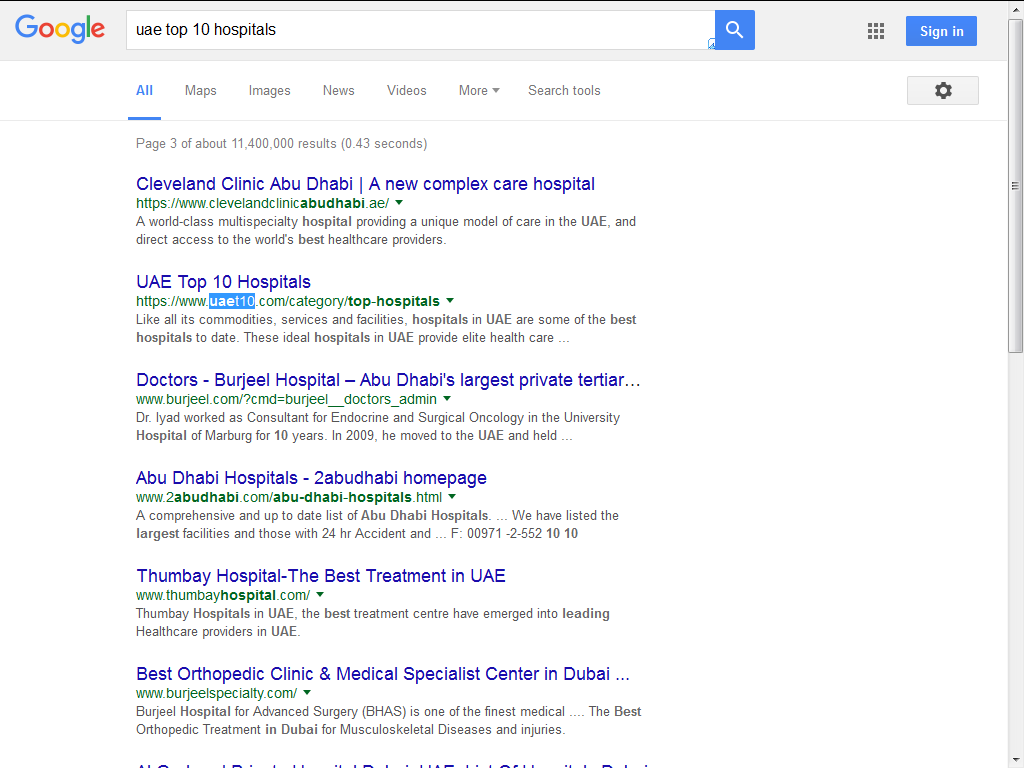 Google
uae top 10 hospitals
Sign in
All Maps Images News Videos More Search tools
Page 3 of about 11,400,000 results (0.43 seconds)
Cleveland Clinic Abu Dhabi | A new complex care hospital
https://www.clevelandclinicabudhabi.ae/
A world-class multispecialty hospital providing a unique model of care in the UAE, and
direct access to the world's best healthcare providers.
UAE Top 10 Hospitals
https://www.uaet10.com/category/top-hospitals
Like all its commodities, services and facilities, hospitals in UAE are some of the best
hospitals to date. These ideal hospitals in UAE provide elite health care ...
Doctors - Burjeel Hospital – Abu Dhabi's largest private tertiar...
www.burjeel.com/?cmd=burjeel__doctors_admin
Dr. Iyad worked as Consultant for Endocrine and Surgical Oncology in the University
Hospital of Marburg for 10 years. In 2009, he moved to the UAE and held ...
Abu Dhabi Hospitals - 2abudhabi homepage
www.2abudhabi.com/abu-dhabi-hospitals.html
A comprehensive and up to date list of Abu Dhabi Hospitals. ... We have listed the
largest facilities and those with 24 hr Accident and ... F: 00971 -2-552 10 10
Thumbay Hospital-The Best Treatment in UAE
www.thumbayhospital.com/
Thumbay Hospitals in UAE, the best treatment centre have emerged into leading
Healthcare providers in UAE.
Best Orthopedic Clinic & Medical Specialist Center in Dubai ...
www.burjeelspecialty.com/
Burjeel Hospital for Advanced Surgery (BHAS) is one of the finest medical .... The Best
Orthopedic Treatment in Dubai for Musculoskeletal Diseases and injuries.